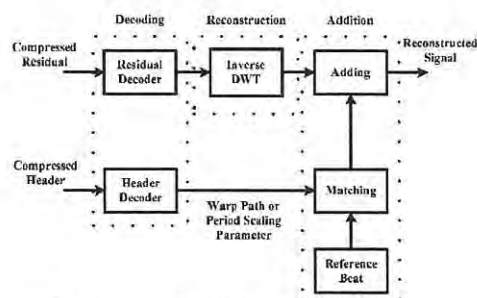 Decoding
Reconstruction
Addition
Compressed
Residual
Residual
Decoder
Inverse
DWT
Adding
Reconstructed
Signal
Compressed
Header
Header
Decoder
Warp Path or
Period Scaling
Parameter
Matching
Reference
Beat